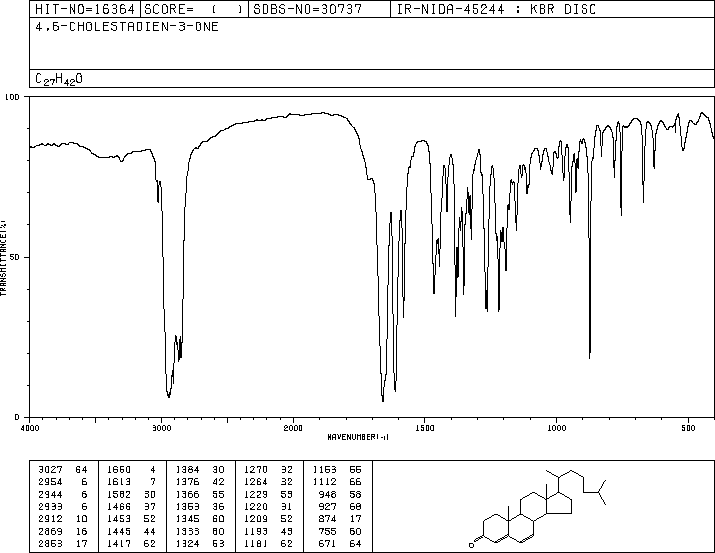 HIT-NO=16364 SCORE= ( ) SDBS-NO=30737 IR-NIDA-45244 : KBR DISC
4,6-CHOLESTADIEN-3-ONE
C27H42O
100
50
0
TRANSMITTANCE(%)
4000 3000 2000 1500 1000 500
WAVENUMBER(-1)
3027 64 1660 4 1384 30 1270 32 1153 55
2954 6 1613 7 1376 42 1264 32 1112 66
2944 6 1582 30 1366 55 1229 59 948 58
2933 6 1466 37 1353 36 1220 31 927 68
2912 10 1453 52 1345 60 1209 52 874 17
2869 16 1445 44 1333 60 1193 49 755 60
2853 17 1417 62 1324 53 1181 62 671 64
O